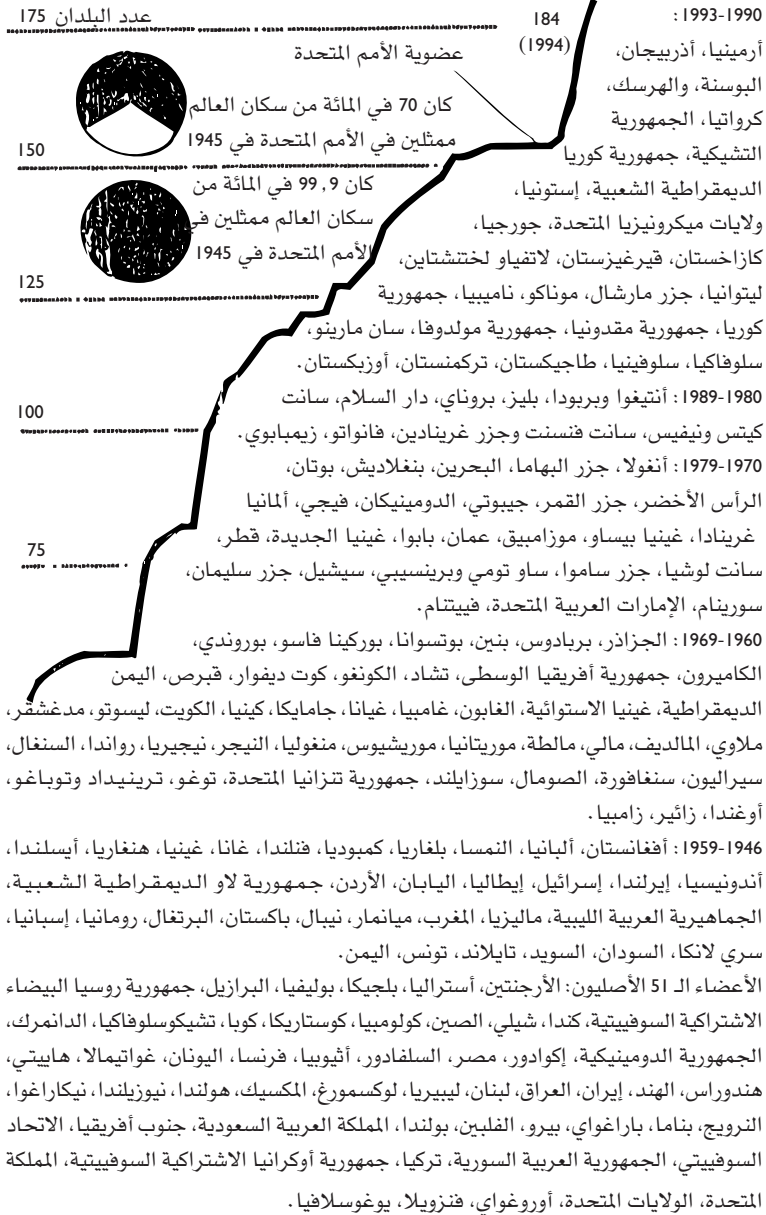 عدد البلدان 175
184
(1994)
عضوية الأمم المتحدة
كان 70 في المائة من سكان العالم
ممثلين في الأمم المتحدة في 1945
150
كان 9, 99 في المائة من
سكان العالم ممثلين في
الأمم المتحدة في 1945
125
100
75
1990-1993 :
أرمينيا، أذربيجان،
البوسنة، والهرسك،
كرواتيا، الجمهورية
التشيكية، جمهورية كوريا
الديمقراطية الشعبية، إستونيا،
ولايات ميكرونيزيا المتحدة، جورجيا،
كازاخستان، قيرغيزستان، لاتفياو لختنشتاين،
ليتوانيا، جزر مارشال، موناكو، ناميبيا، جمهورية
كوريا، جمهورية مقدونيا، جمهورية مولدوفا، سان مارينو،
سلوفاكيا، سلوفينيا، طاجيكستان، تركمنستان، أوزبكستان.
1980-1989 : أنتيغوا وبربودا، بليز، بروناي، دار السلام، سانت
كيتس ونيفيس، سانت فنسنت وجزر غرينادين، فانواتو، زيمبابوي.
1970-1979 : أنغولا، جزر البهاما، البحرين، بنغلاديش، بوتان،
الرأس الأخضر، جزر القمر، جيبوتي، الدومينيكان، فيجي، ألمانيا
غرينادا، غينيا بيساو، موزامبيق، عمان، بابوا، غينيا الجديدة، قطر،
سانت لوشيا، جزر ساموا، ساو تومي وبرينسيبي، سيشيل، جزر سليمان،
سورينام، الإمارات العربية المتحدة، فييتنام.
1960-1969 : الجزاذر، بربادوس، بنين، بوتسوانا، بوركينا فاسو، بوروندي،
الكاميرون، جمهورية أفريقيا الوسطى، تشاد، الكونغو، كوت ديفوار، قبرص، اليمن
الديمقراطية، غينيا الاستوائية، الغابون، غامبيا، غيانا، جامايكا، كينيا، الكويت، ليسوتو، مدغشقر،
ملاوي، المالديف، مالي، مالطة، موريتانيا، موريشيوس، منغوليا، النيجر، نيجيريا، رواندا، السنغال،
سيراليون، سنغافورة، الصومال، سوزايلند، جمهورية تنزانيا المتحدة، توغو، ترينيداد وتوباغو،
أوغندا، زائير، زامبيا.
1946-1959 : أفغانستان، ألبانيا، النمسا، بلغاريا، كمبوديا، فنلندا، غانا، غينيا، هنغاريا، أيسلندا،
أندونيسيا، إيرلندا، إسرائيل، إيطاليا، اليابان، الأردن، جمهورية لاو الديمقراطية الشعبية،
الجماهيرية العربية الليبية، ماليزيا، المغرب، ميانمار، نيبال، باكستان، البرتغال، رومانيا، إسبانيا،
سري لانكا، السودان، السويد، تايلاند، تونس، اليمن.
الأعضاء الـ 51 الأصليون: الأرجنتين، أستراليا، بلجيكا، بوليفيا، البرازيل، جمهورية روسيا البيضاء
الاشتراكية السوفييتية، كندا، شيلي، الصين، كولومبيا، كوستاريكا، كوبا، تشيكوسلوفاكيا، الدانمرك،
الجمهورية الدومينيكية، إكوادور، مصر، السلفادور، أثيوبيا، فرنسا، اليونان، غواتيمالا، هاييتي،
هندوراس، الهند، إيران، العراق، لبنان، ليبيريا، لوكسمورغ، المكسيك، هولندا، نيوزيلندا، نيكاراغوا،
النرويج، بناما، باراغواي، بيرو، الفلبين، بولندا، المملكة العربية السعودية، جنوب أفريقيا، الاتحاد
السوفييتي، الجمهورية العربية السورية، تركيا، جمهورية أوكرانيا الاشتراكية السوفييتية، المملكة
المتحدة، الولايات المتحدة، أوروغواي، فنزويلا، يوغوسلافيا.